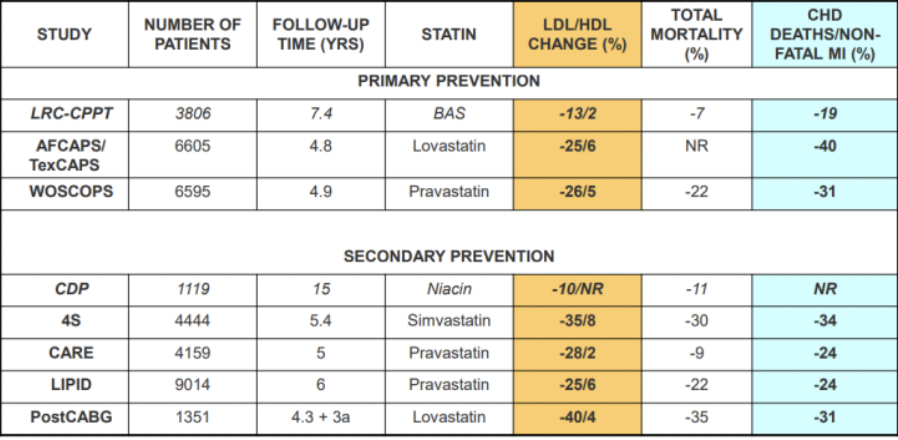 STUDY NUMBER OF PATIENTS FOLLOW-UP TIME (YRS) STATIN LDL/HDL CHANGE (%) TOTAL MORTALITY (%) CHD DEATHS/NON-FATAL MI (%)
PRIMARY PREVENTION
LRC-CPPT 3806 7.4 BAS -13/2 -7 -19
AFCAPS/TexCAPS 6605 4.8 Lovastatin -25/6 NR -40
WOSCOPS 6595 4.9 Pravastatin -26/5 -22 -31
SECONDARY PREVENTION
CDP 1119 15 Niacin -10/NR -11 NR
4S 4444 5.4 Simvastatin -35/8 -30 -34
CARE 4159 5 Pravastatin -28/2 -9 -24
LIPID 9014 6 Pravastatin -25/6 -22 -24
PostCABG 1351 4.3 + 3a Lovastatin -40/4 -35 -31